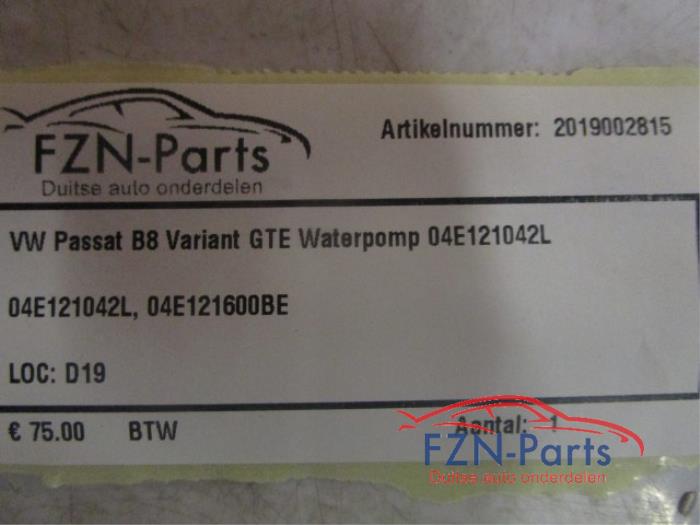 FZN-Parts
Duitse auto onderdelen
Artikelnummer: 2019002815
VW Passat B8 Variant GTE Waterpomp 04E121042L
04E121042L, 04E121600BE
LOC: D19
€ 75.00 BTW Aantal: 1
FZN-Parts
Duitse auto onderdelen